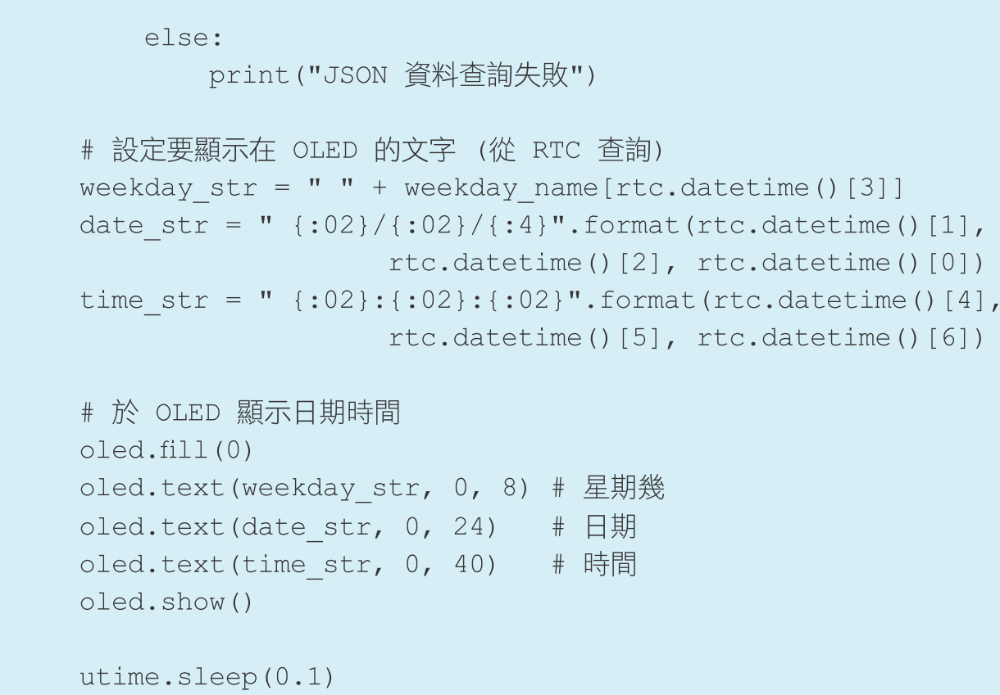 else:
            print("JSON 資料查詢失敗")

    # 設定要顯示在 OLED 的文字 (從 RTC 查詢)
    weekday_str = " " + weekday_name[rtc.datetime()[3]]
    date_str = " {:02}/{:02}/{:4}".format(rtc.datetime()[1],
                       rtc.datetime()[2], rtc.datetime()[0])
    time_str = " {:02}:{:02}:{:02}".format(rtc.datetime()[4],
                       rtc.datetime()[5], rtc.datetime()[6])

    # 於 OLED 顯示日期時間
    oled.fill(0)
    oled.text(weekday_str, 0, 8) # 星期幾
    oled.text(date_str, 0, 24)   # 日期
    oled.text(time_str, 0, 40)   # 時間
    oled.show()

    utime.sleep(0.1)